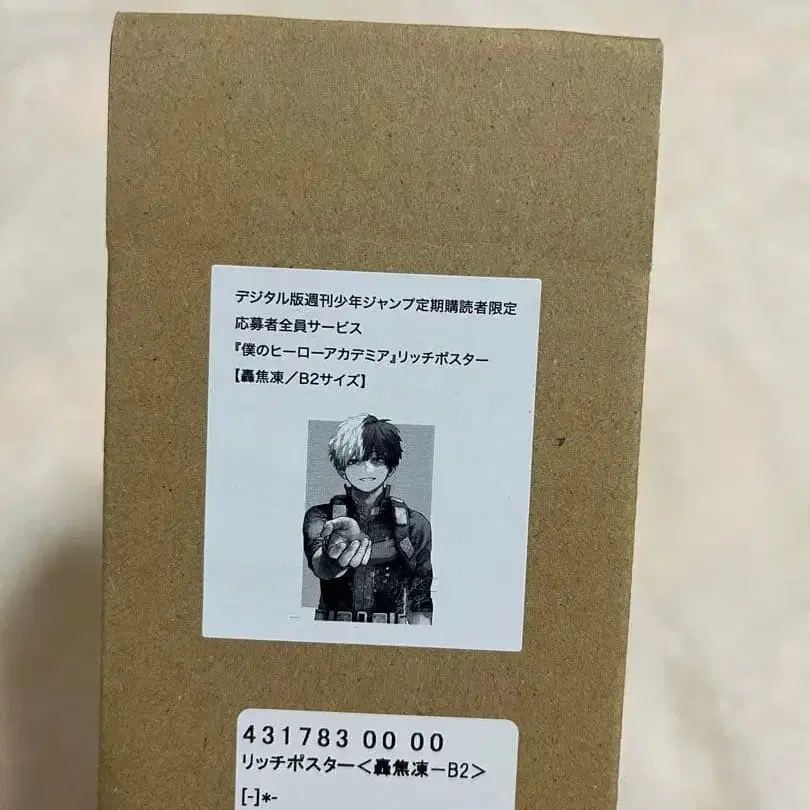 デジタル版週刊少年ジャンプ定期購読者限定
応募者全員サービス
『僕のヒーローアカデミア』リッチポスター
【轟焦凍／B2サイズ】
431783 00 00
リッチポスター＜轟焦凍－B2＞
[-]*-